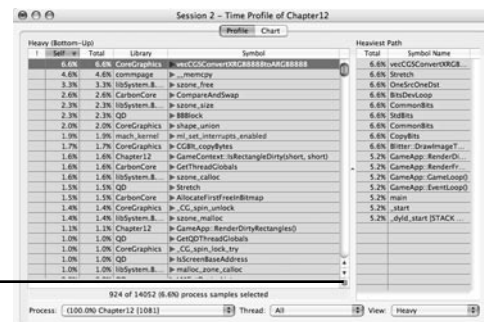 Session 2 - Time Profile of Chapter12
Profile Chart
Heavy (Bottom-Up)
! Self Total Library Symbol
6.6% 6.6% CoreGraphics vecCGSConvertXRGB8888toARGB8888
4.6% 4.6% commpage __memcpy
3.3% 3.3% libSystem.B... szone_free
2.6% 2.6% CarbonCore CompareAndSwap
2.3% 2.3% libSystem.B... szone_size
2.3% 2.3% QD BBBlock
2.0% 2.0% CoreGraphics shape_union
1.9% 1.9% mach_kernel ml_set_interrupts_enabled
1.7% 1.7% CoreGraphics CGBlt_copyBytes
1.6% 1.6% Chapter12 GameContext::IsRectangleDirty(short, short)
1.6% 1.6% CarbonCore GetThreadGlobals
1.6% 1.6% libSystem.B... szone_calloc
1.5% 1.5% QD Stretch
1.5% 1.5% CarbonCore AllocateFirstFreeInBitmap
1.4% 1.4% CoreGraphics _CG_spin_unlock
1.4% 1.4% libSystem.B... szone_malloc
1.1% 1.1% Chapter12 GameApp::RenderDirtyRectangles()
1.0% 1.0% QD GetQDThreadGlobals
1.0% 1.0% CoreGraphics _CG_spin_lock_try
1.0% 1.0% QD IsScreenBaseAddress
1.0% 1.0% libSystem.B... malloc_zone_calloc
924 of 14052 (6.6%) process samples selected
Heaviest Path
Total Symbol Name
6.6% vecCGSConvertXRGB...
6.6% Stretch
6.6% OneSrcOneDst
6.6% BitsDevLoop
6.6% CommonBits
6.6% StdBits
6.6% CommonBits
6.6% CopyBits
6.6% Blitter::DrawImageT...
5.2% GameApp::RenderDi...
5.2% GameApp::RenderFr...
5.2% GameApp::GameLoop()
5.2% GameApp::EventLoop()
5.2% main
5.2% _start
5.2% _dyld_start [STACK ...
Process: (100.0%) Chapter12 [1081] Thread: All View: Heavy